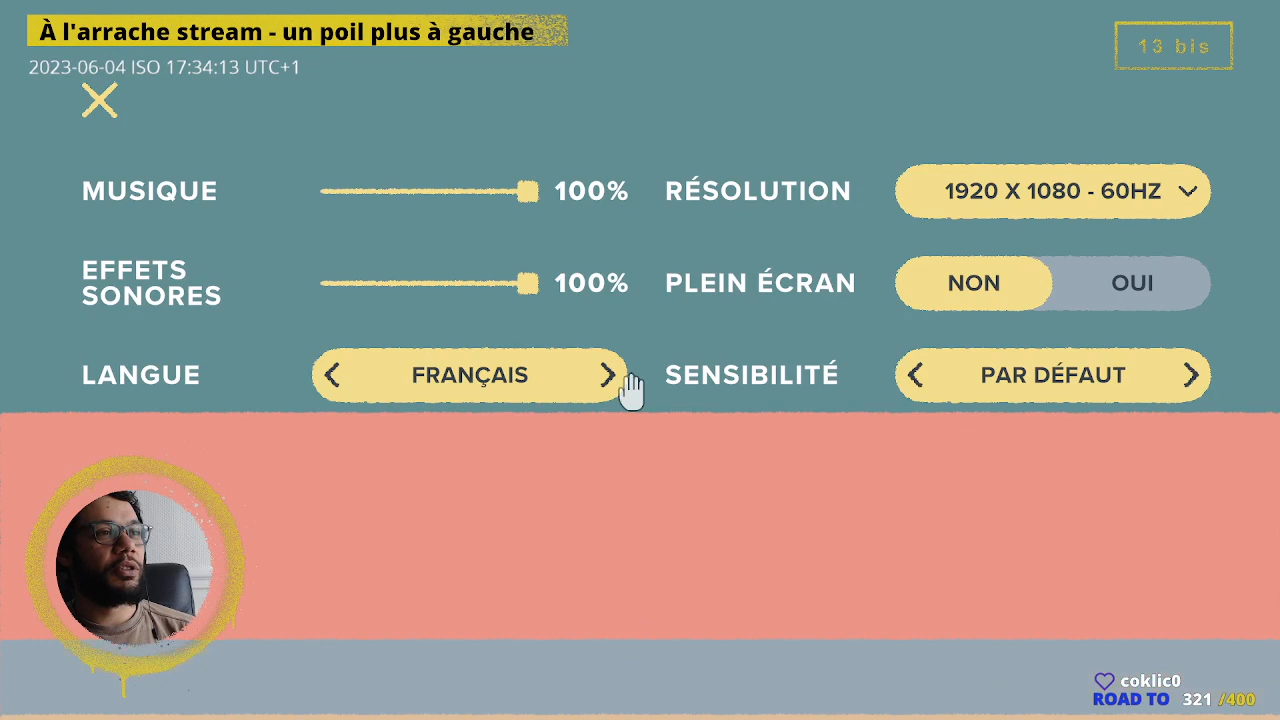 À l'arrache stream - un poil plus à gauche
2023-06-04 ISO 17:34:13 UTC+1
13 bis
MUSIQUE
100%
RÉSOLUTION
1920 X 1080 - 60HZ
EFFETS
SONORES
100%
PLEIN ÉCRAN
NON
OUI
LANGUE
FRANÇAIS
SENSIBILITÉ
PAR DÉFAUT
coklic0
ROAD TO 321 /400